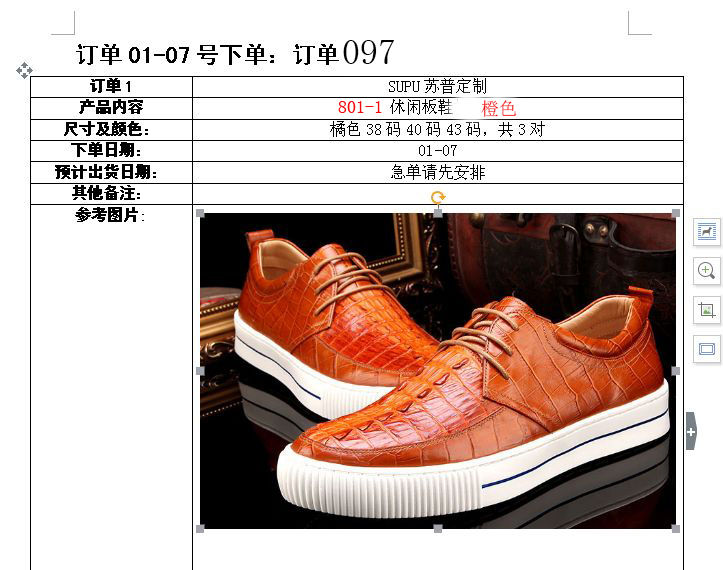 订单 01-07 号下单：订单 097
订单 1 SUPU 苏普定制
产品内容 801-1 休闲板鞋 橙色
尺寸及颜色： 橘色 38 码 40 码 43 码，共 3 对
下单日期： 01-07
预计出货日期： 急单请先安排
其他备注：
参考图片：